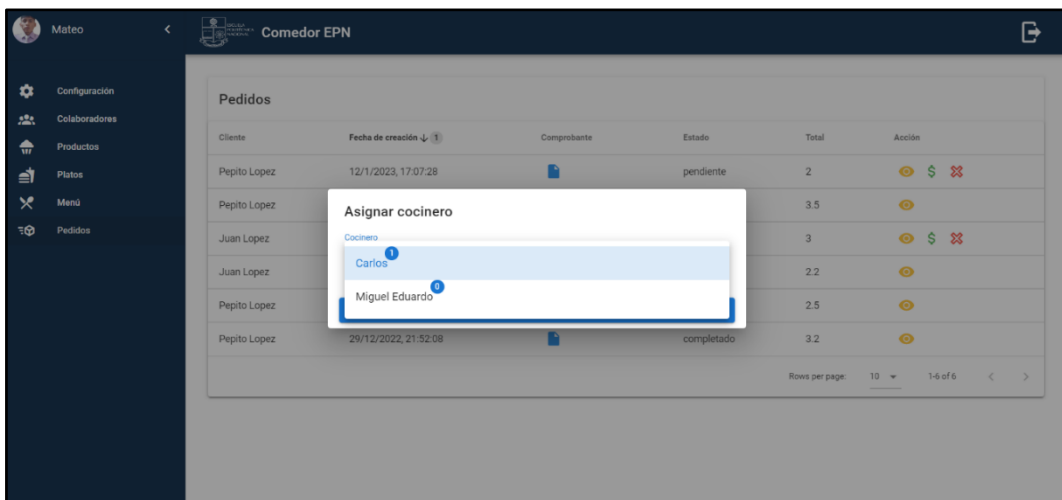 Mateo
ESCUELA POLITÉCNICA NACIONAL
Comedor EPN
Configuración
Colaboradores
Productos
Platos
Menú
Pedidos
Pedidos
Cliente Fecha de creación 1 Comprobante Estado Total Acción
Pepito Lopez 12/1/2023, 17:07:28 pendiente 2 $
Pepito Lopez 3.5
Juan Lopez 3 $
Juan Lopez 2.2
Pepito Lopez 2.5
Pepito Lopez 29/12/2022, 21:52:08 completado 3.2
Asignar cocinero
Cocinero
Carlos 1
Miguel Eduardo 0
Rows per page: 10 1-6 of 6